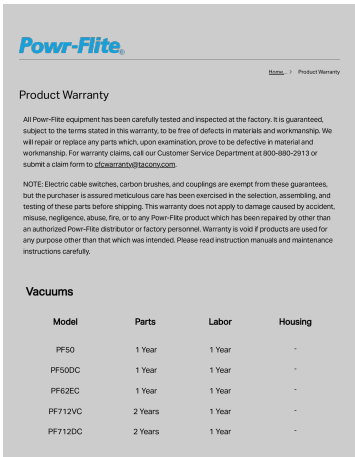 Powr-Flite®
Home... > Product Warranty
Product Warranty
All Powr-Flite equipment has been carefully tested and inspected at the factory. It is guaranteed,
subject to the terms stated in this warranty, to be free of defects in materials and workmanship. We
will repair or replace any parts which, upon examination, prove to be defective in material and
workmanship. For warranty claims, call our Customer Service Department at 800-880-2913 or
submit a claim form to cfcwarranty@tacony.com.
NOTE: Electric cable switches, carbon brushes, and couplings are exempt from these guarantees,
but the purchaser is assured meticulous care has been exercised in the selection, assembling, and
testing of these parts before shipping. This warranty does not apply to damage caused by accident,
misuse, negligence, abuse, fire, or to any Powr-Flite product which has been repaired by other than
an authorized Powr-Flite distributor or factory personnel. Warranty is void if products are used for
any purpose other than that which was intended. Please read instruction manuals and maintenance
instructions carefully.
Vacuums
Model Parts Labor Housing
PF50 1 Year 1 Year -
PF50DC 1 Year 1 Year -
PF62EC 1 Year 1 Year -
PF712VC 2 Years 1 Year -
PF712DC 2 Years 1 Year -